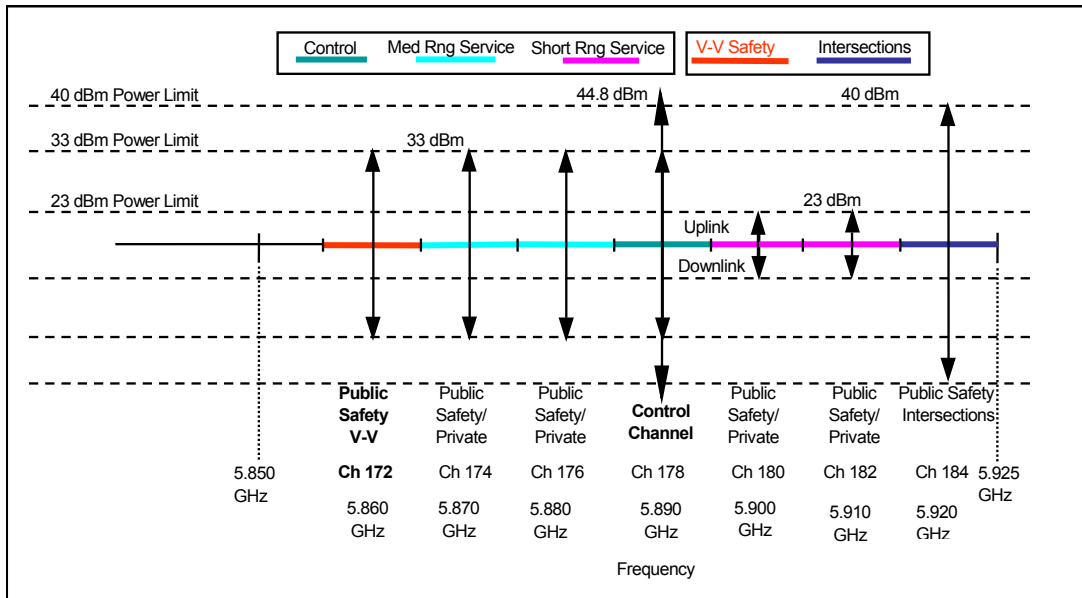 Control Med Rng Service Short Rng Service V-V Safety Intersections
40 dBm Power Limit 44.8 dBm 40 dBm
33 dBm Power Limit 33 dBm
23 dBm Power Limit 23 dBm
Uplink
Downlink
Public
Safety
V-V
Ch 172
5.860
GHz
Public
Safety/
Private
Ch 174
5.870
GHz
Public
Safety/
Private
Ch 176
5.880
GHz
Control
Channel
Ch 178
5.890
GHz
Public
Safety/
Private
Ch 180
5.900
GHz
Public
Safety/
Private
Ch 182
5.910
GHz
Public Safety
Intersections
Ch 184
5.920
GHz
5.850
GHz
5.925
GHz
Frequency